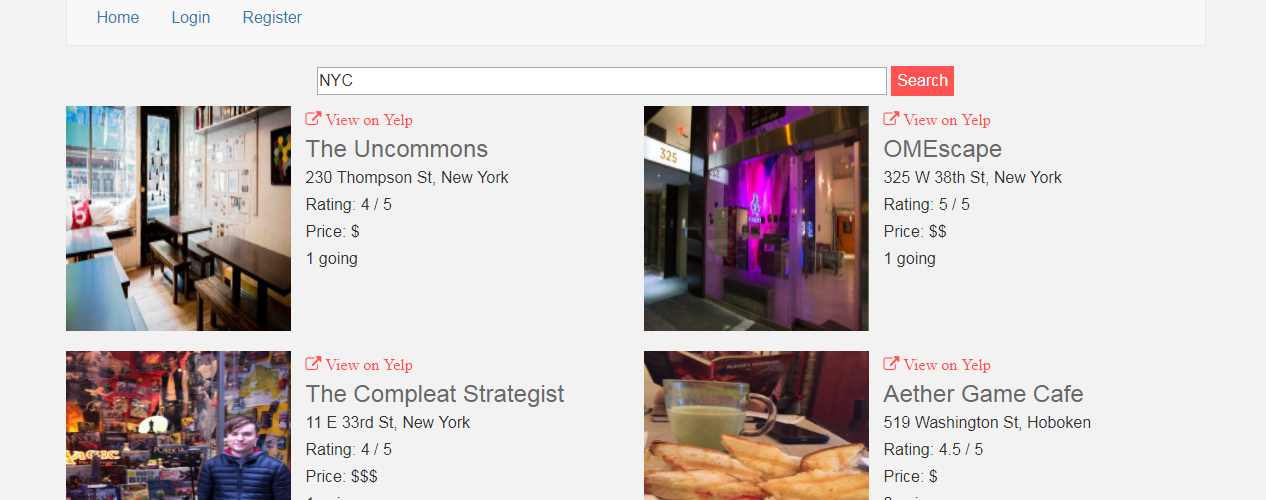 Home Login Register
NYC Search
View on Yelp
The Uncommons
230 Thompson St, New York
Rating: 4 / 5
Price: $
1 going
325
View on Yelp
OMEscape
325 W 38th St, New York
Rating: 5 / 5
Price: $$
1 going
View on Yelp
The Compleat Strategist
11 E 33rd St, New York
Rating: 4 / 5
Price: $$$
View on Yelp
Aether Game Cafe
519 Washington St, Hoboken
Rating: 4.5 / 5
Price: $